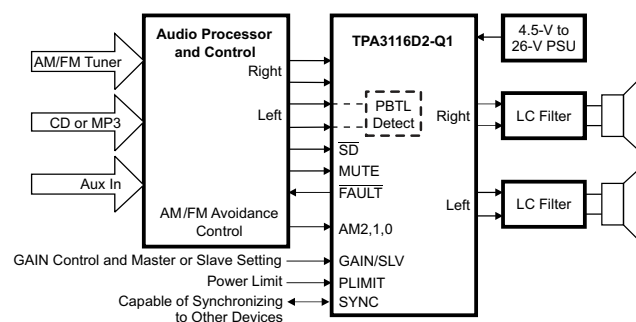 Audio Processor
and Control
TPA3116D2-Q1
4.5-V to
26-V PSU
AM/FM Tuner
Right
CD or MP3
Left
PBTL
Detect
Right
LC Filter
SD
MUTE
Aux In
FAULT
Left
LC Filter
AM/FM Avoidance
Control
AM2,1,0
GAIN Control and Master or Slave Setting
GAIN/SLV
Power Limit
PLIMIT
Capable of Synchronizing
to Other Devices
SYNC